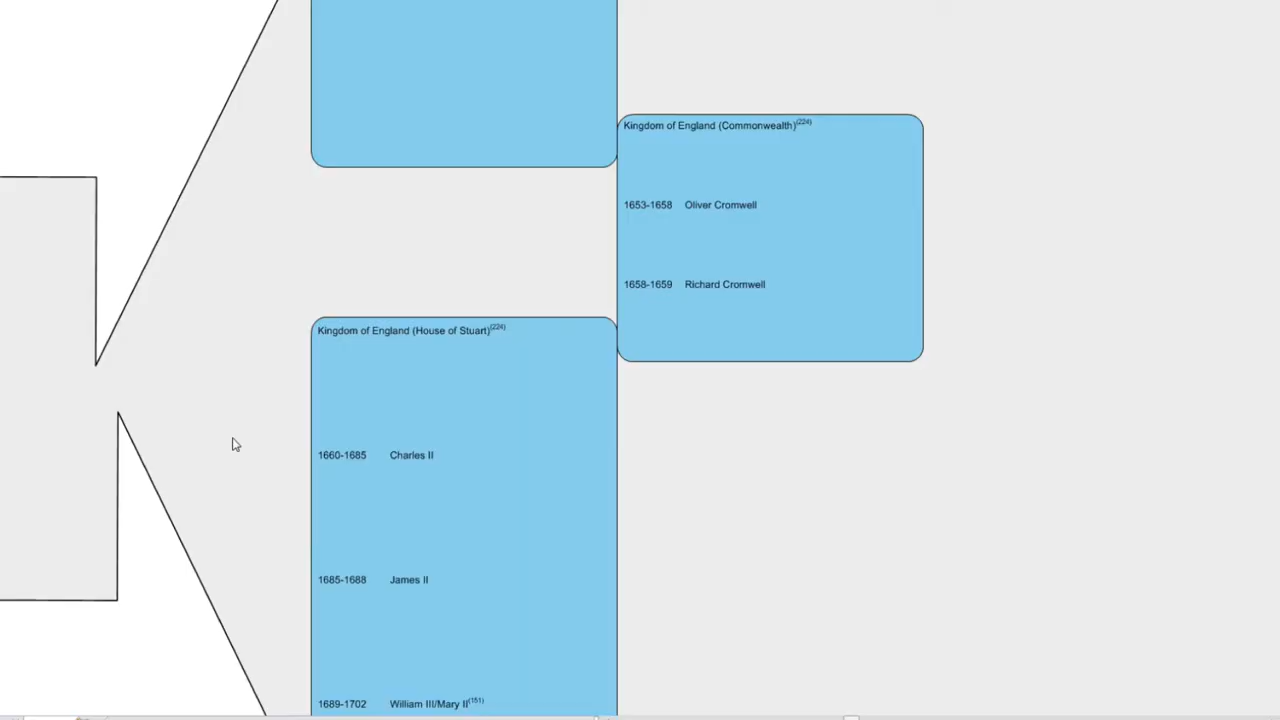 Kingdom of England (Commonwealth)(224)
1653-1658 Oliver Cromwell
1658-1659 Richard Cromwell
Kingdom of England (House of Stuart)(224)
1660-1685 Charles II
1685-1688 James II
1689-1702 William III/Mary II(151)